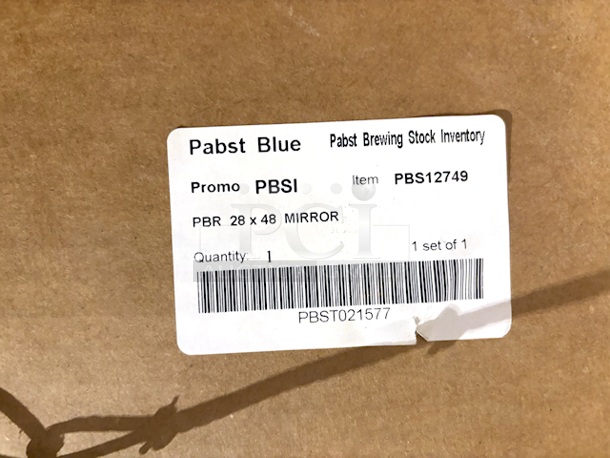 Pabst Blue Pabst Brewing Stock Inventory
Promo PBSI Item PBS12749
PBR 28 x 48 MIRROR
PCI
Quantity: 1 1 set of 1
PBST021577